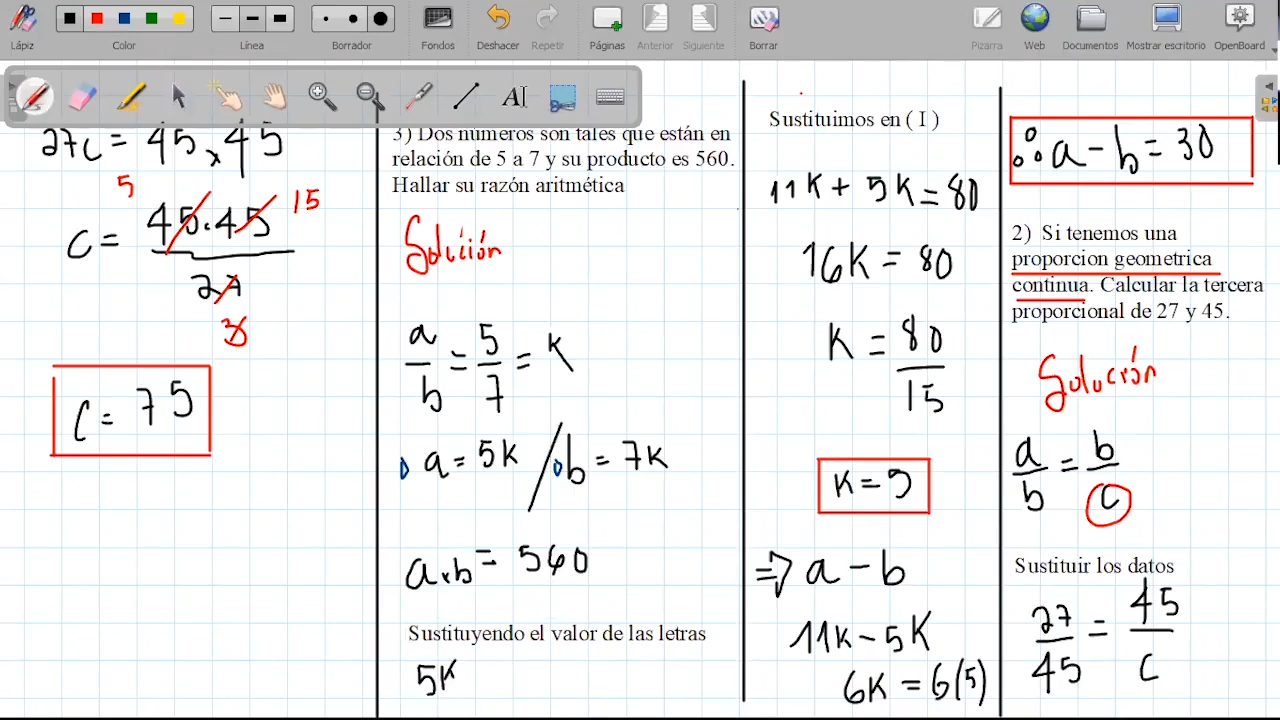 Lápiz
Color
Línea
Borrador
Fondos
Deshacer
Repetir
Páginas
Anterior
Siguiente
Borrar
Pizarra
Web
Documentos
Mostrar escritorio
OpenBoard
27c = 45 x 45
5
15
c = 45 . 45
27
3
C = 75
3) Dos números son tales que están en
relación de 5 a 7 y su producto es 560.
Hallar su razón aritmética
Solución
a/b = 5/7 = K
a = 5K / b = 7K
a x b = 560
Sustituyendo el valor de las letras
5K
Sustituimos en ( I )
11K + 5K = 80
16K = 80
K = 80/15
K = 5
⇒ a - b
11K - 5K
6K = 6(5)
∴ a - b = 30
2) Si tenemos una
proporcion geometrica
continua. Calcular la tercera
proporcional de 27 y 45.
Solución
a/b = b/c
Sustituir los datos
27/45 = 45/c